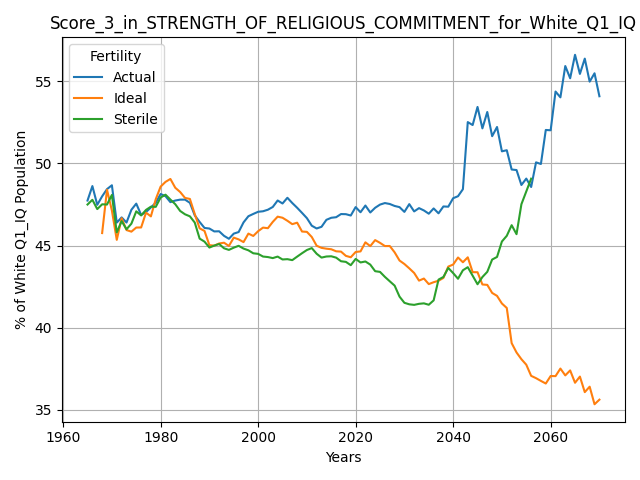 Score_3_in_STRENGTH_OF_RELIGIOUS_COMMITMENT_for_White_Q1_IQ
Fertility
Actual
Ideal
Sterile
% of White Q1_IQ Population
55
50
45
40
35
1960
1980
2000
2020
2040
2060
Years